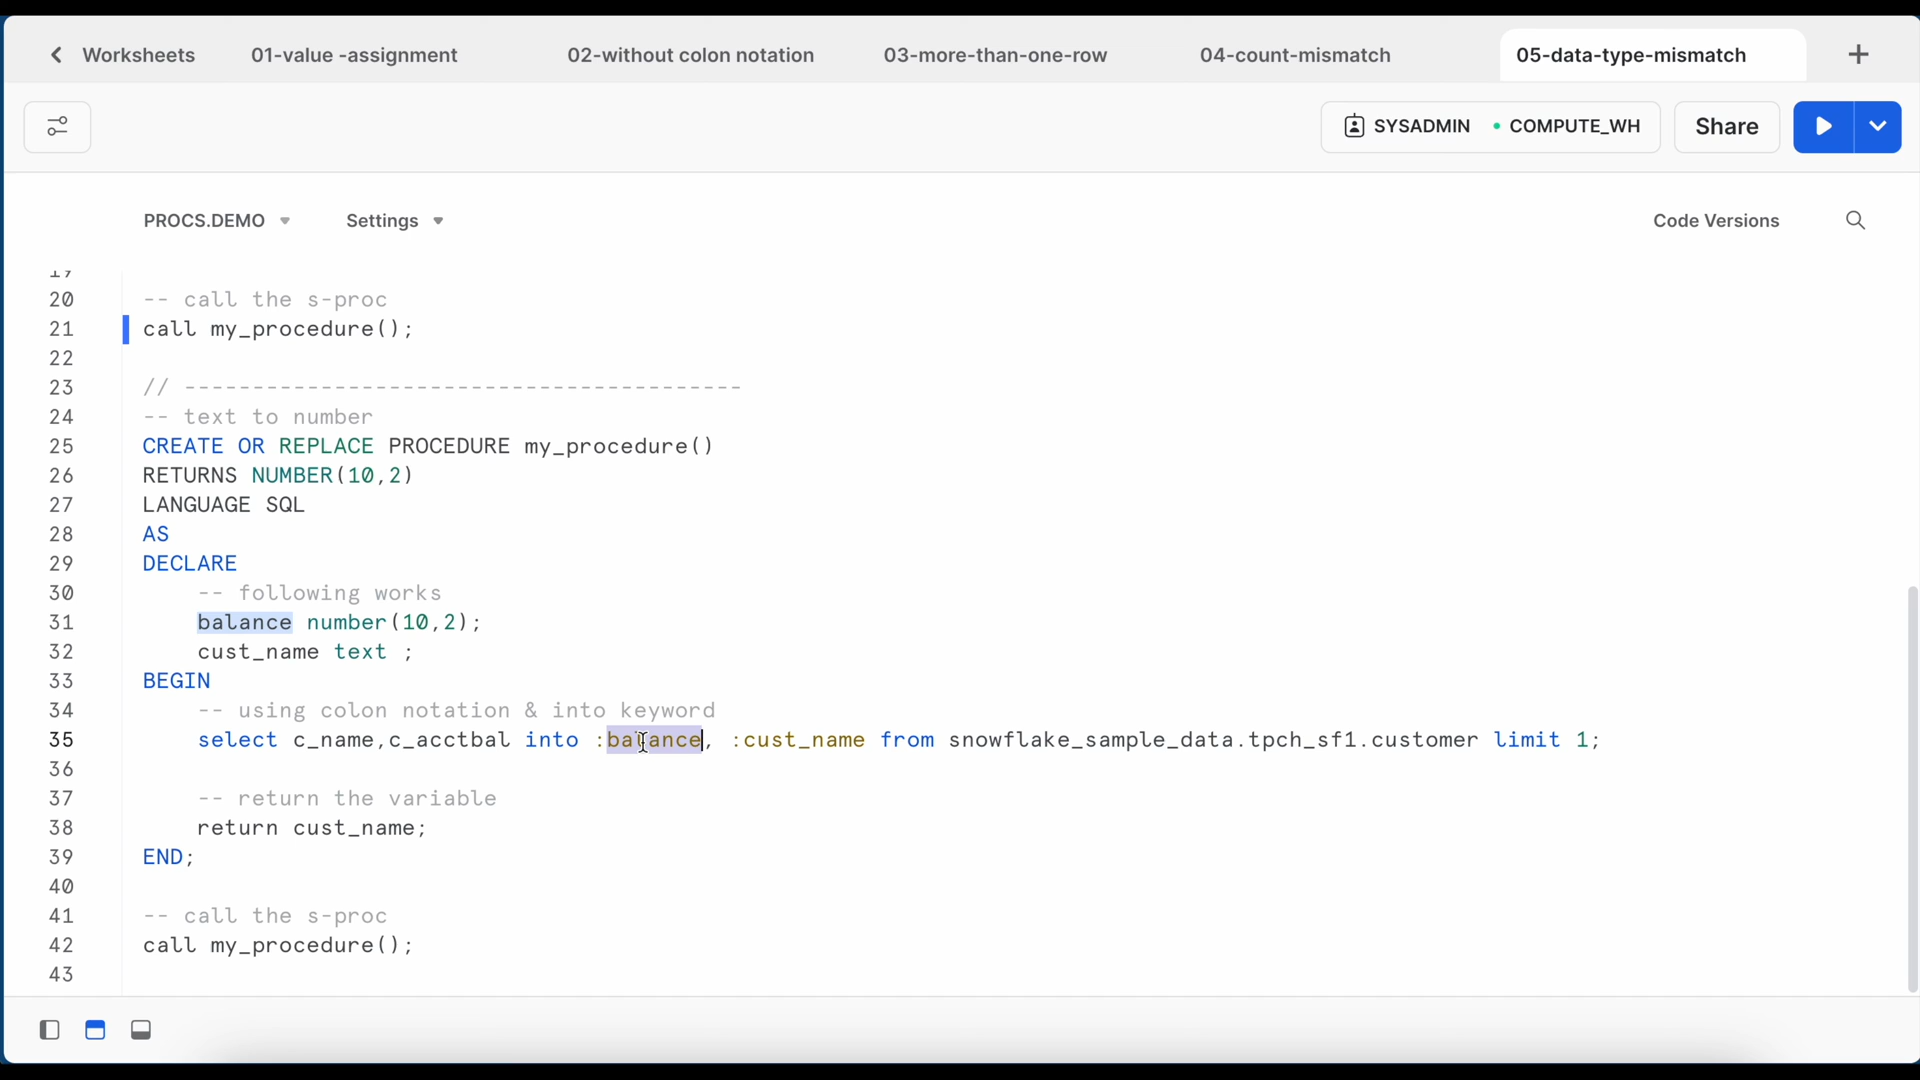 Worksheets
01-value -assignment
02-without colon notation
03-more-than-one-row
04-count-mismatch
05-data-type-mismatch
SYSADMIN
COMPUTE_WH
Share
PROCS.DEMO
Settings
Code Versions
19
20 -- call the s-proc
21 call my_procedure();
22
23 // -----------------------------------------
24 -- text to number
25 CREATE OR REPLACE PROCEDURE my_procedure()
26 RETURNS NUMBER(10,2)
27 LANGUAGE SQL
28 AS
29 DECLARE
30 -- following works
31 balance number(10,2);
32 cust_name text ;
33 BEGIN
34 -- using colon notation & into keyword
35 select c_name,c_acctbal into :balance, :cust_name from snowflake_sample_data.tpch_sf1.customer limit 1;
36
37 -- return the variable
38 return cust_name;
39 END;
40
41 -- call the s-proc
42 call my_procedure();
43